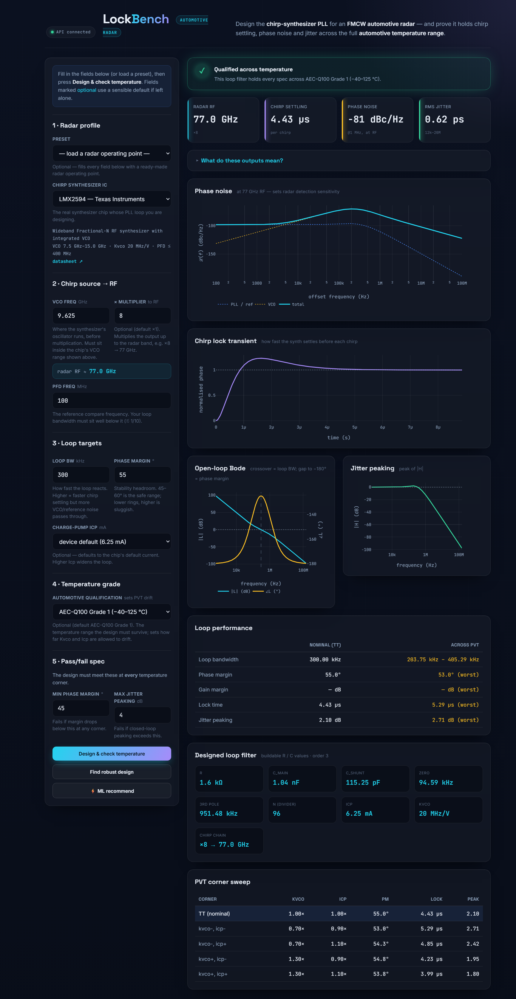 API connected
LockBench AUTOMOTIVE
RADAR
Design the chirp-synthesizer PLL for an FMCW automotive radar — and prove it holds chirp
settling, phase noise and jitter across the full automotive temperature range.
Fill in the fields below (or load a preset), then
press Design & check temperature. Fields
marked optional use a sensible default if left
alone.
1 · Radar profile
PRESET
— load a radar operating point —
Optional — fills every field below with a ready-made
radar operating point.
CHIRP SYNTHESIZER IC
LMX2594 — Texas Instruments
The real synthesizer chip whose PLL loop you are
designing.
Wideband Fractional-N RF synthesizer with
integrated VCO
VCO 7.5 GHz–15.0 GHz · Kvco 20 MHz/V · PFD ≤
400 MHz
datasheet ↗
2 · Chirp source → RF
VCO FREQ GHz
× MULTIPLIER to RF
9.625
8
Where the synthesizer's
oscillator runs, before
multiplication. Must sit
inside the chip's VCO
range shown above.
Optional (default ×1).
Multiplies the output up
to the radar band, e.g. ×8
→ 77 GHz.
radar RF ≈ 77.0 GHz
PFD FREQ MHz
100
The reference compare frequency. Your loop
bandwidth must sit well below it (≲ 1/10).
3 · Loop targets
LOOP BW kHz
PHASE MARGIN °
300
55
How fast the loop reacts.
Higher = faster chirp
settling but more
VCO/reference noise
passes through.
Stability headroom. 45–
60° is the safe range;
lower rings, higher is
sluggish.
CHARGE-PUMP ICP mA
device default (6.25 mA)
Optional — defaults to the chip's default current.
Higher Icp widens the loop.
4 · Temperature grade
AUTOMOTIVE QUALIFICATION sets PVT drift
AEC-Q100 Grade 1 (−40–125 °C)
Optional (default AEC-Q100 Grade 1). The
temperature range the design must survive; sets how
far Kvco and Icp are allowed to drift.
5 · Pass/fail spec
The design must meet these at every temperature
corner.
MIN PHASE MARGIN °
MAX JITTER
PEAKING dB
45
4
Fails if margin drops
below this at any corner.
Fails if closed-loop
peaking exceeds this.
Design & check temperature
Find robust design
⚡ ML recommend
✓ Qualified across temperature
This loop filter holds every spec across AEC-Q100 Grade 1 (−40–125 °C).
RADAR RF
77.0 GHz
×8
CHIRP SETTLING
4.43 µs
per chirp
PHASE NOISE
-81 dBc/Hz
@1 MHz, at RF
RMS JITTER
0.62 ps
12k–20M
▸ What do these outputs mean?
Phase noise at 77 GHz RF — sets radar detection sensitivity
ℒ(f) (dBc/Hz)
-100
-150
100 2 5 1000 2 5 10k 2 5 100k 2 5 1M 2 5 10M 2 5 100M
offset frequency (Hz)
PLL / ref VCO total
Chirp lock transient how fast the synth settles before each chirp
normalised phase
1
0.5
0
0 1µ 2µ 3µ 4µ 5µ 6µ 7µ 8µ
time (s)
Open-loop Bode crossover = loop BW; gap to −180°
= phase margin
|L| (dB)
100
50
0
-50
-100
-140
-160
-180
∠L (°)
10k 1M 100M
frequency (Hz)
|L| (dB) ∠L (°)
Jitter peaking peak of |H|
|H| (dB)
0
-20
-40
-60
-80
-100
10k 1M 100M
frequency (Hz)
Loop performance
NOMINAL (TT) ACROSS PVT
Loop bandwidth 300.00 kHz 203.75 kHz – 405.29 kHz
Phase margin 55.0° 53.0° (worst)
Gain margin — dB — dB (worst)
Lock time 4.43 µs 5.29 µs (worst)
Jitter peaking 2.10 dB 2.71 dB (worst)
Designed loop filter buildable R / C values · order 3
R
1.6 kΩ
C_MAIN
1.04 nF
C_SHUNT
115.25 pF
ZERO
94.59 kHz
3RD POLE
951.48 kHz
N (DIVIDER)
96
ICP
6.25 mA
KVCO
20 MHz/V
CHIRP CHAIN
×8 → 77.0 GHz
PVT corner sweep
CORNER KVCO ICP PM LOCK PEAK
TT (nominal) 1.00× 1.00× 55.0° 4.43 µs 2.10
kvco-, icp- 0.70× 0.90× 53.0° 5.29 µs 2.71
kvco-, icp+ 0.70× 1.10× 54.3° 4.85 µs 2.42
kvco+, icp- 1.30× 0.90× 54.8° 4.23 µs 1.95
kvco+, icp+ 1.30× 1.10× 53.8° 3.99 µs 1.80